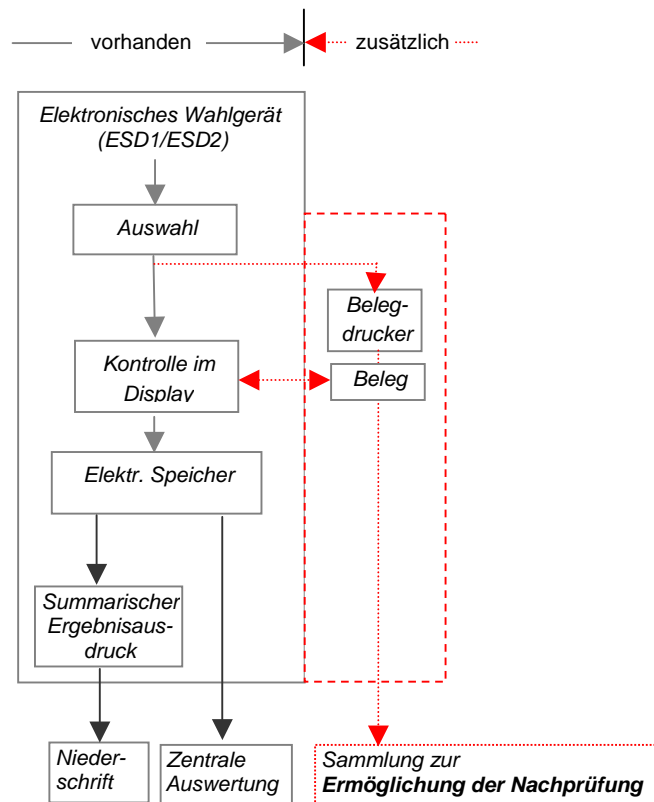 vorhanden
zusätzlich
Elektronisches Wahlgerät
(ESD1/ESD2)
Auswahl
Beleg-
drucker
Kontrolle im
Display
Beleg
Elektr. Speicher
Summarischer
Ergebnisaus-
druck
Nieder-
schrift
Zentrale
Auswertung
Sammlung zur
Ermöglichung der Nachprüfung